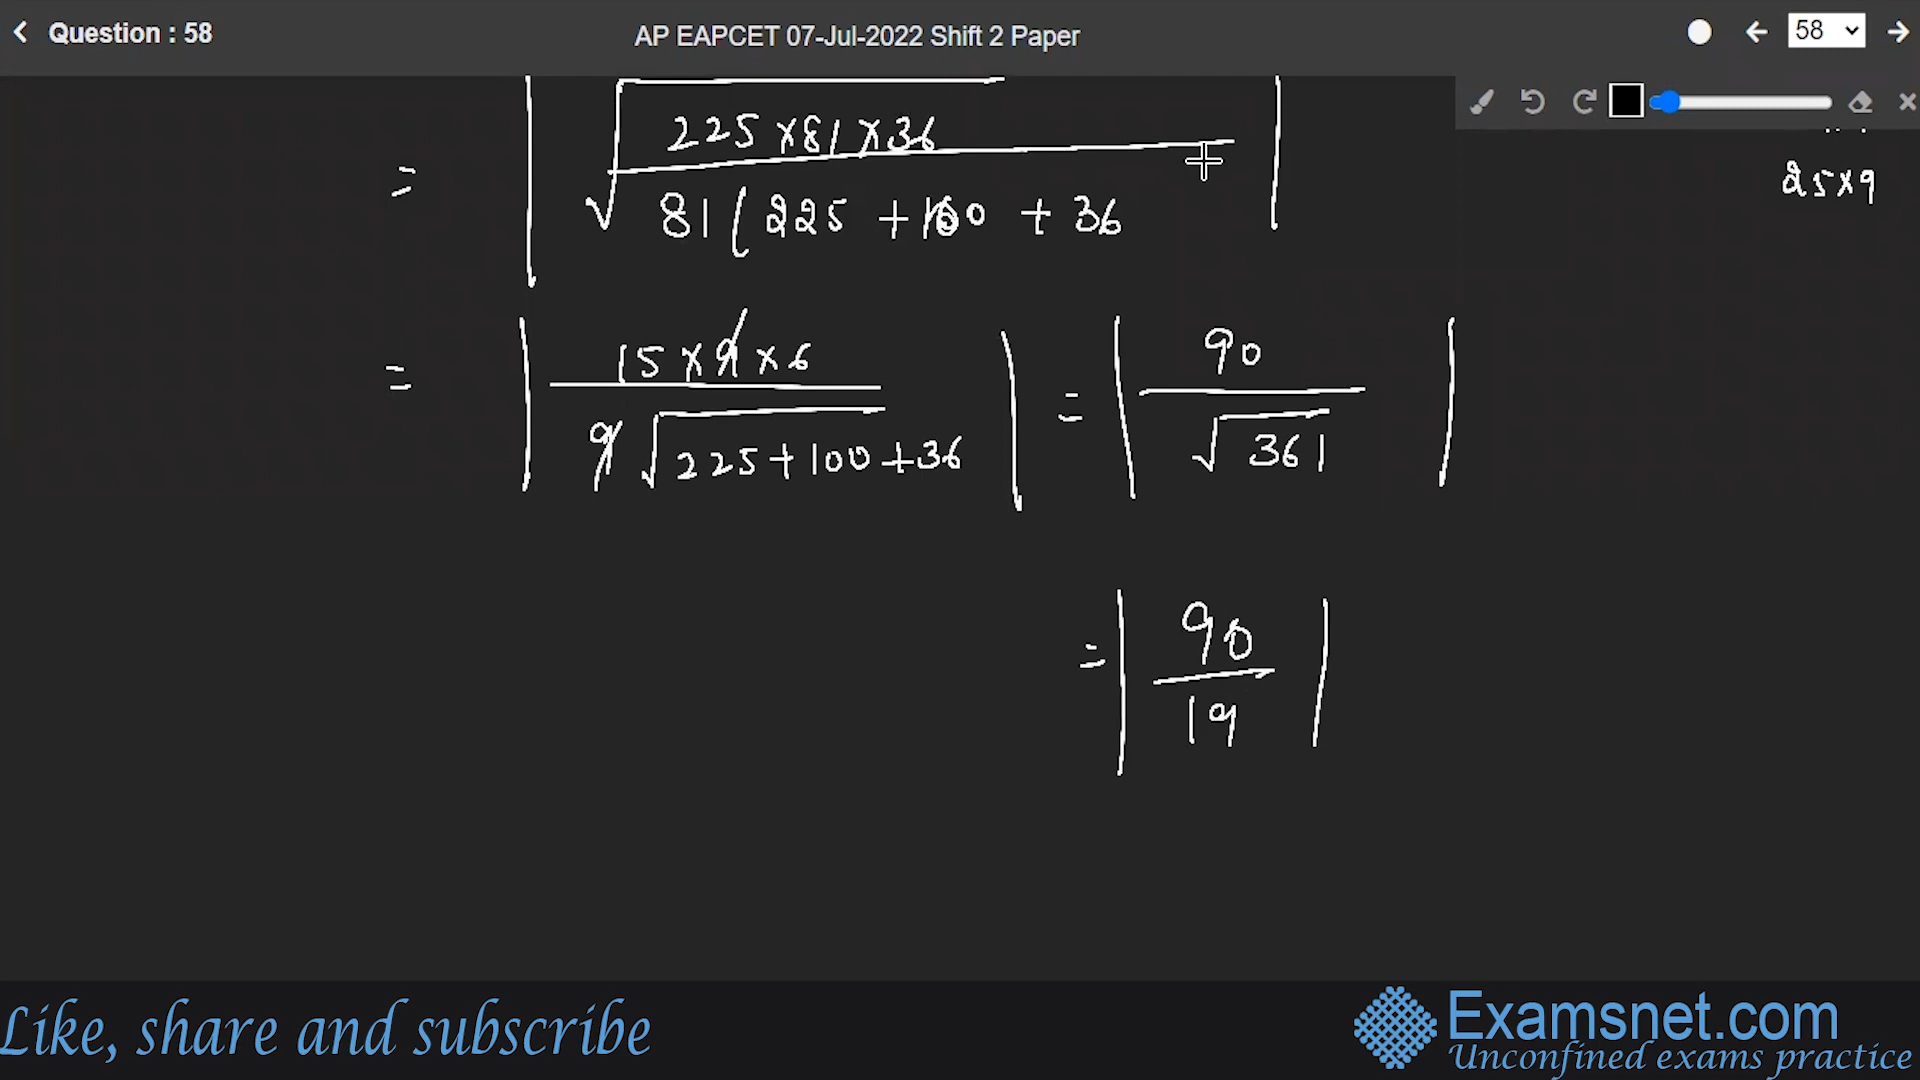 Question : 58
AP EAPCET 07-Jul-2022 Shift 2 Paper
58
225×81×36
= √
81(225 +100 + 36
25×9
= | 15×9×6 | = | 90 |
9√225+100+36
√361
= | 90 |
19
Like, share and subscribe
Examsnet.com
Unconfined exams practice